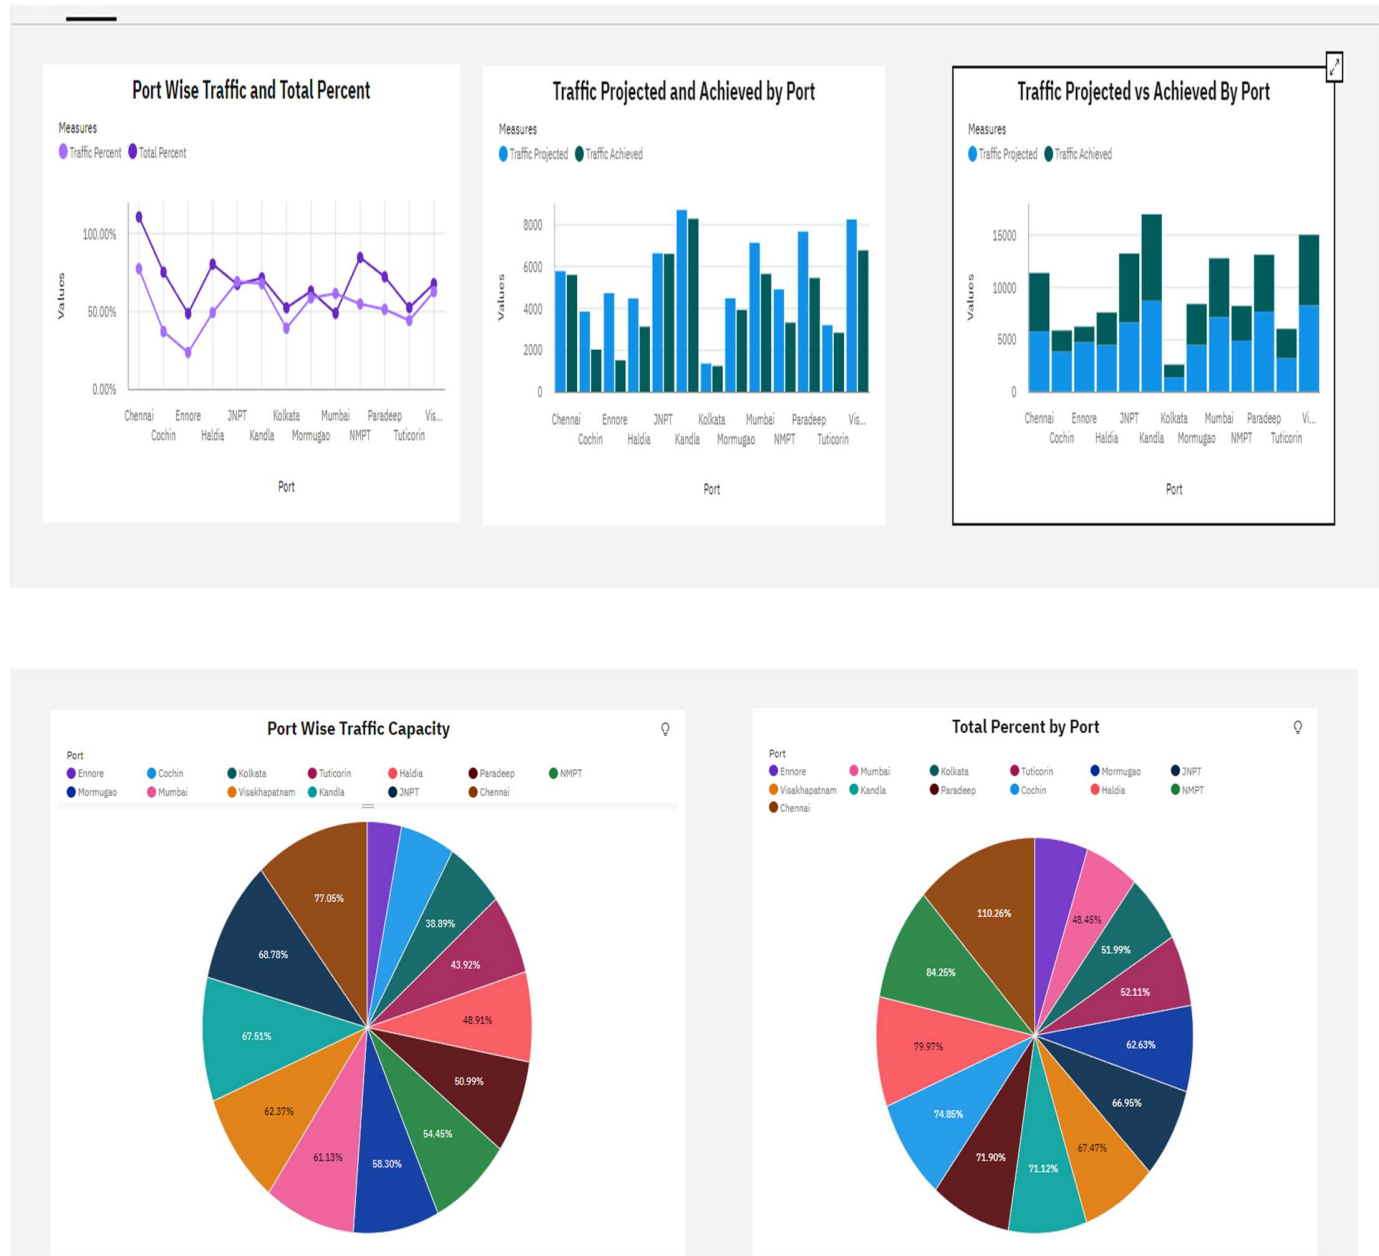 Port Wise Traffic and Total Percent
Measures
Traffic Percent Total Percent
100.00%
50.00%
0.00%
Values
Chennai Ennore JNPT Kolkata Mumbai Paradeep Vis...
Cochin Haldia Kandla Mormugao NMPT Tuticorin
Port
Traffic Projected and Achieved by Port
Measures
Traffic Projected Traffic Achieved
8000
6000
4000
2000
0
Values
Chennai Ennore JNPT Kolkata Mumbai Paradeep Vis...
Cochin Haldia Kandla Mormugao NMPT Tuticorin
Port
Traffic Projected vs Achieved By Port
Measures
Traffic Projected Traffic Achieved
15000
10000
5000
0
Values
Chennai Ennore JNPT Kolkata Mumbai Paradeep Vi...
Cochin Haldia Kandla Mormugao NMPT Tuticorin
Port
Port Wise Traffic Capacity
Port
Ennore Cochin Kolkata Tuticorin Haldia Paradeep NMPT
Mormugao Mumbai Visakhapatnam Kandla JNPT Chennai
77.05%
38.89%
68.78%
43.92%
48.91%
67.51%
50.99%
62.37%
54.45%
61.13%
58.30%
Total Percent by Port
Port
Ennore Mumbai Kolkata Tuticorin Mormugao JNPT
Visakhapatnam Kandla Paradeep Cochin Haldia NMPT
Chennai
110.26%
48.45%
51.99%
84.25%
52.11%
62.63%
79.97%
66.95%
74.85%
67.47%
71.90%
71.12%